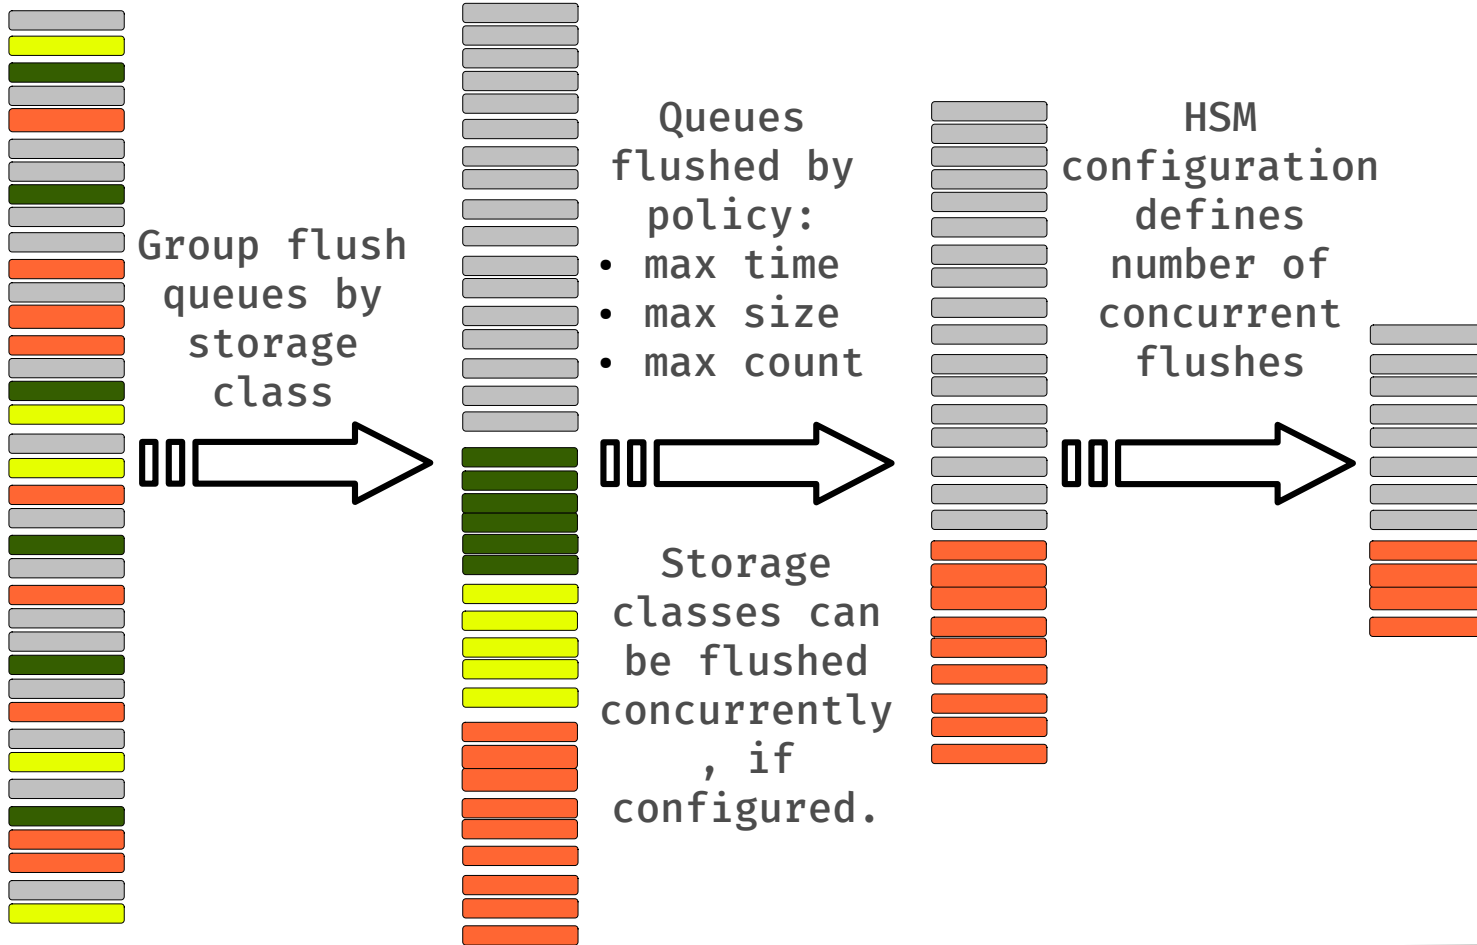 Group flush
queues by
storage
class
Queues
flushed by
policy:
• max time
• max size
• max count
Storage
classes can
be flushed
concurrently
, if
configured.
HSM
configuration
defines
number of
concurrent
flushes